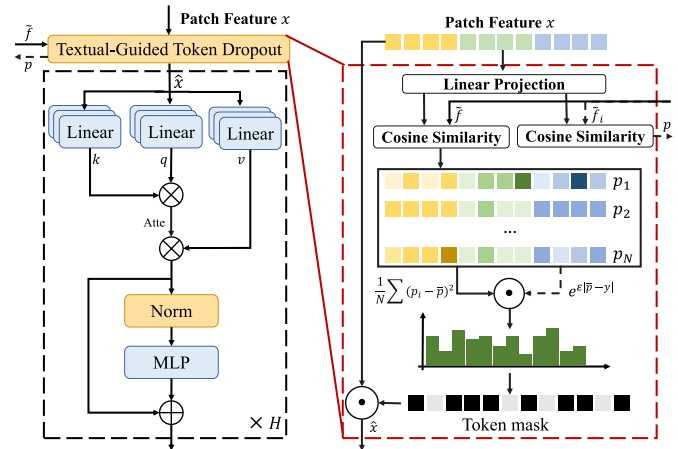 Patch Feature x
f̃
Textual-Guided Token Dropout
p
x̂
Linear
Linear
Linear
k
q
v
Atte
Norm
MLP
× H
Patch Feature x
Linear Projection
f̃
f̃ᵢ
Cosine Similarity
Cosine Similarity
p
p₁
p₂
...
p_N
1/N ∑ (pᵢ − p̄)²
e^{ε|p̄−y|}
x̂
Token mask